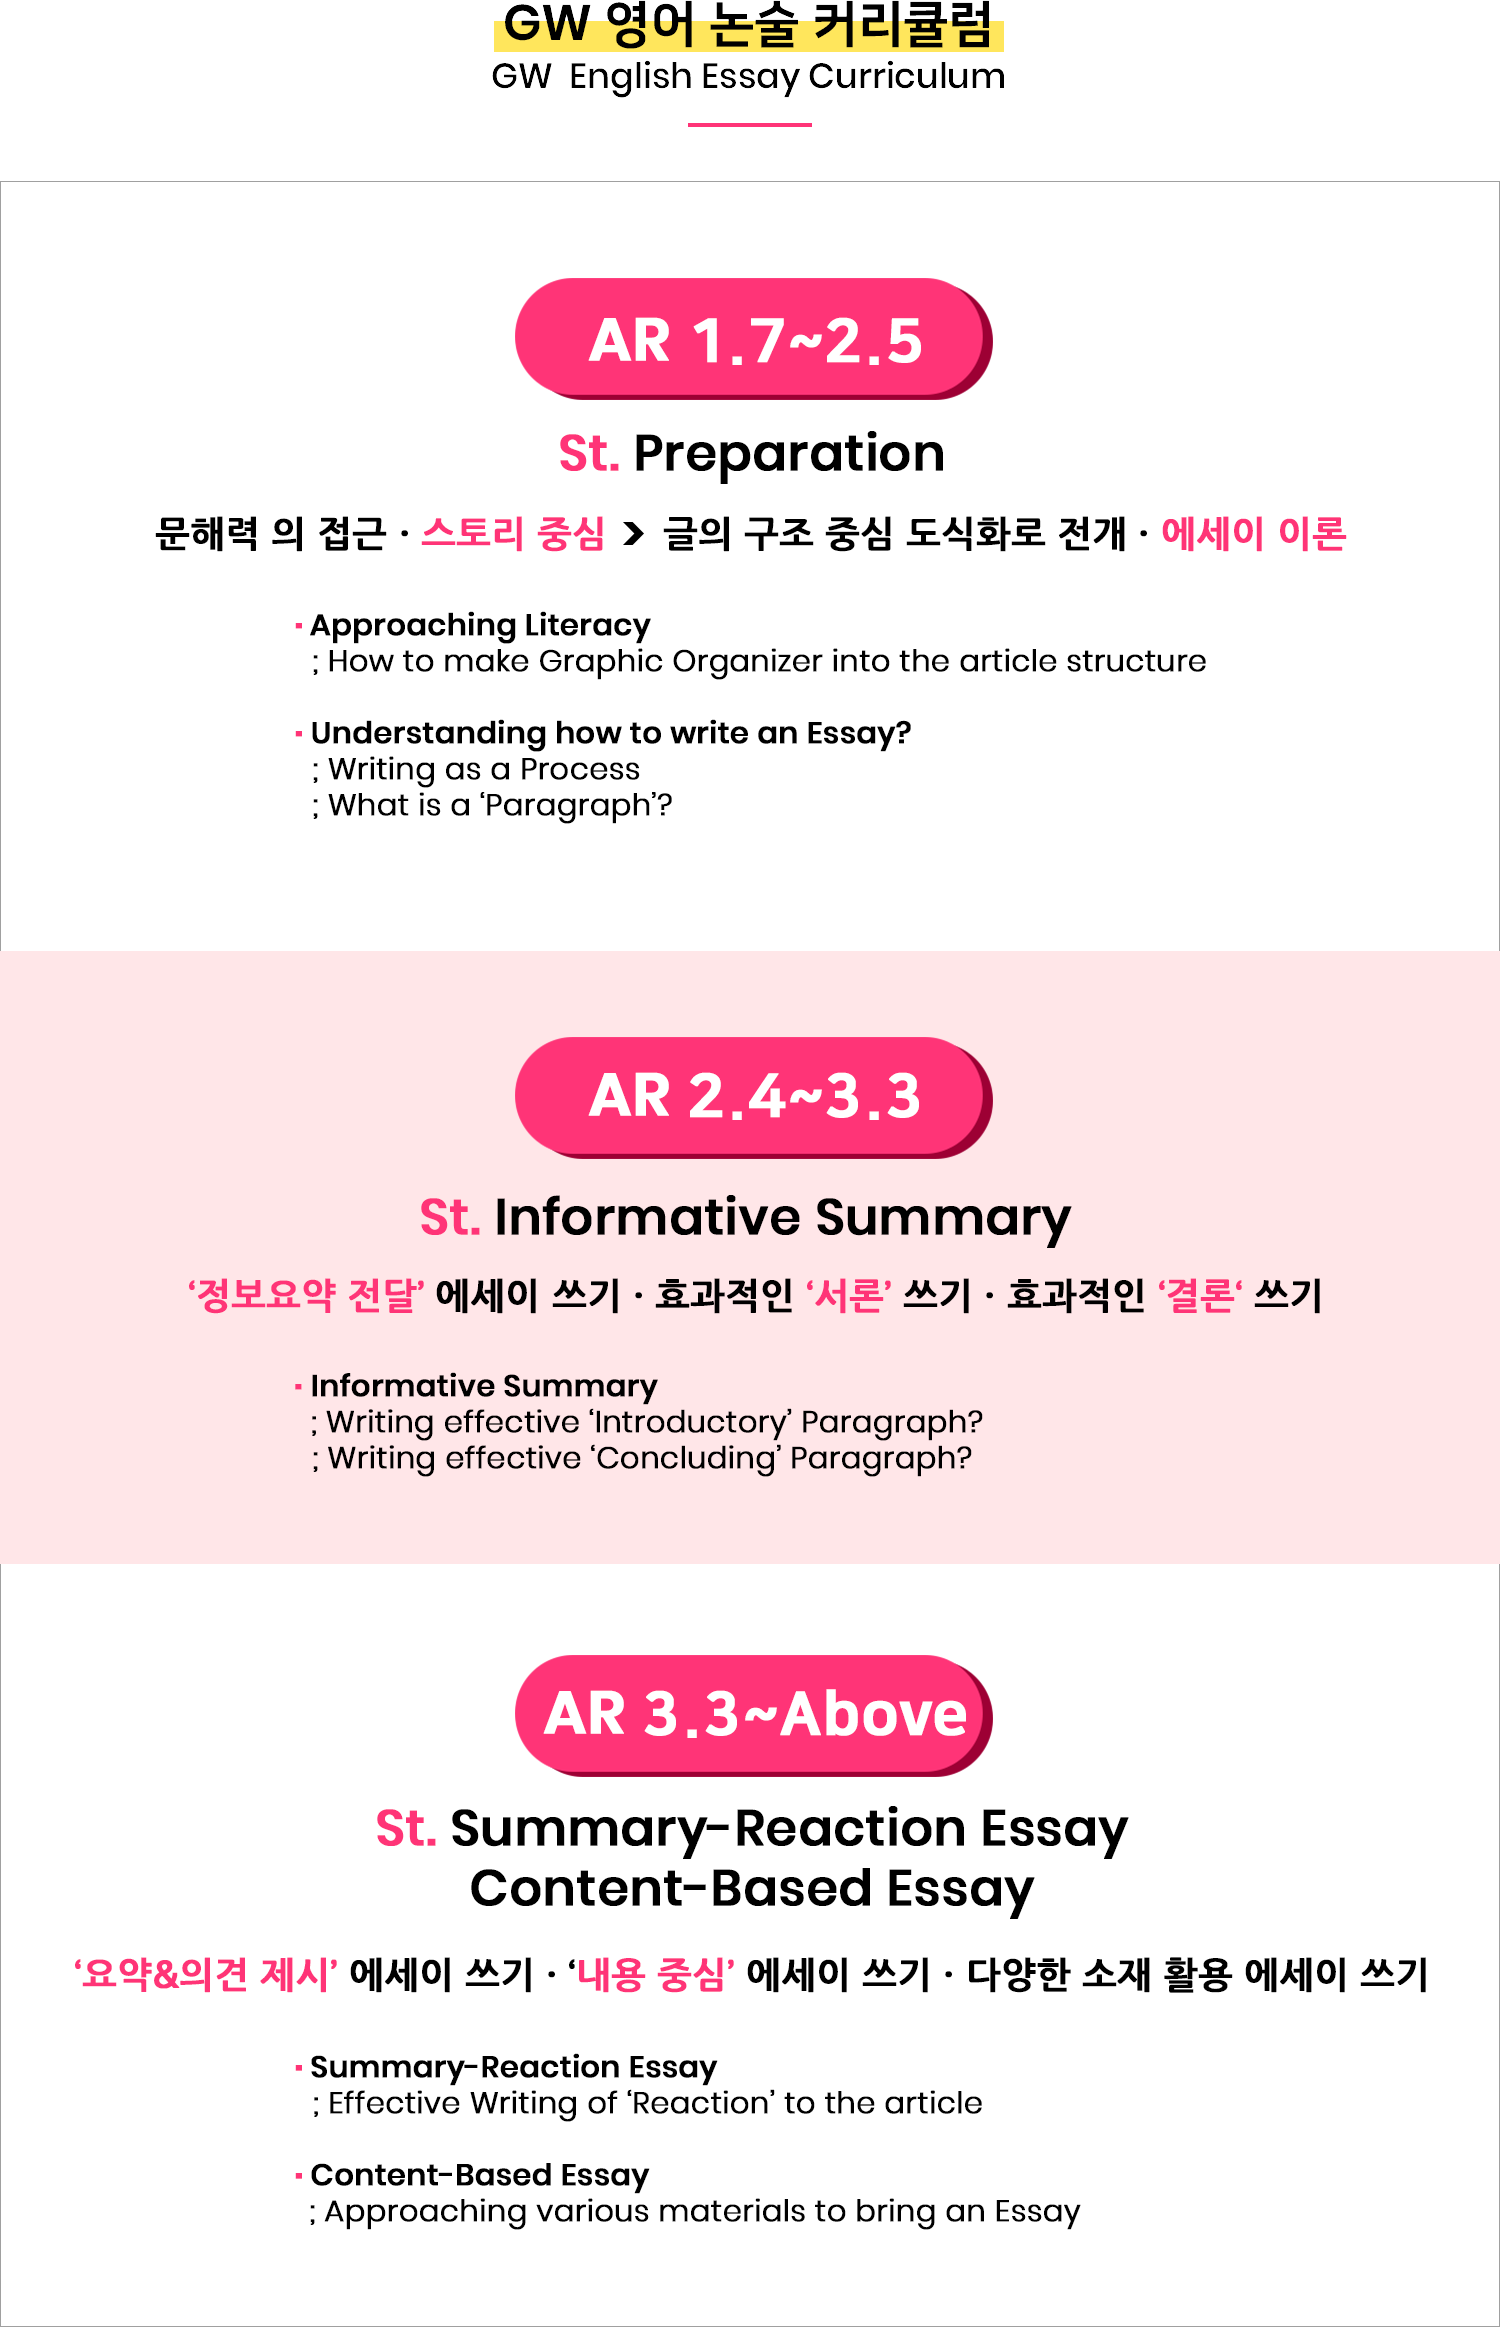 GW 영어 논술 커리큘럼
GW English Essay Curriculum
AR 1.7~2.5
St. Preparation
문해력 의 접근 · 스토리 중심 > 글의 구조 중심 도식화로 전개 · 에세이 이론
· Approaching Literacy
; How to make Graphic Organizer into the article structure
· Understanding how to write an Essay?
; Writing as a Process
; What is a ‘Paragraph’?
AR 2.4~3.3
St. Informative Summary
‘정보요약 전달’ 에세이 쓰기 · 효과적인 ‘서론’ 쓰기 · 효과적인 ‘결론‘ 쓰기
· Informative Summary
; Writing effective ‘Introductory’ Paragraph?
; Writing effective ‘Concluding’ Paragraph?
AR 3.3~Above
St. Summary-Reaction Essay
Content-Based Essay
‘요약&의견 제시’ 에세이 쓰기 · ‘내용 중심’ 에세이 쓰기 · 다양한 소재 활용 에세이 쓰기
· Summary-Reaction Essay
; Effective Writing of ‘Reaction’ to the article
· Content-Based Essay
; Approaching various materials to bring an Essay